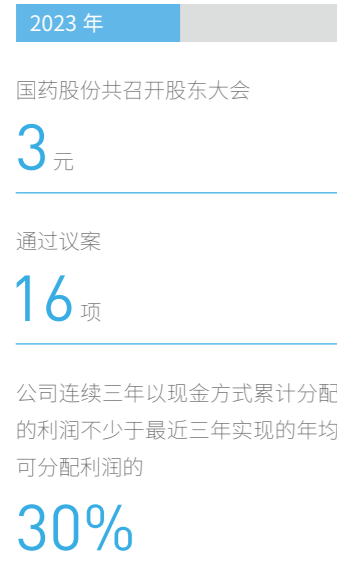 2023 年
国药股份共召开股东大会
3 元
通过议案
16 项
公司连续三年以现金方式累计分配
的利润不少于最近三年实现的年均
可分配利润的
30%